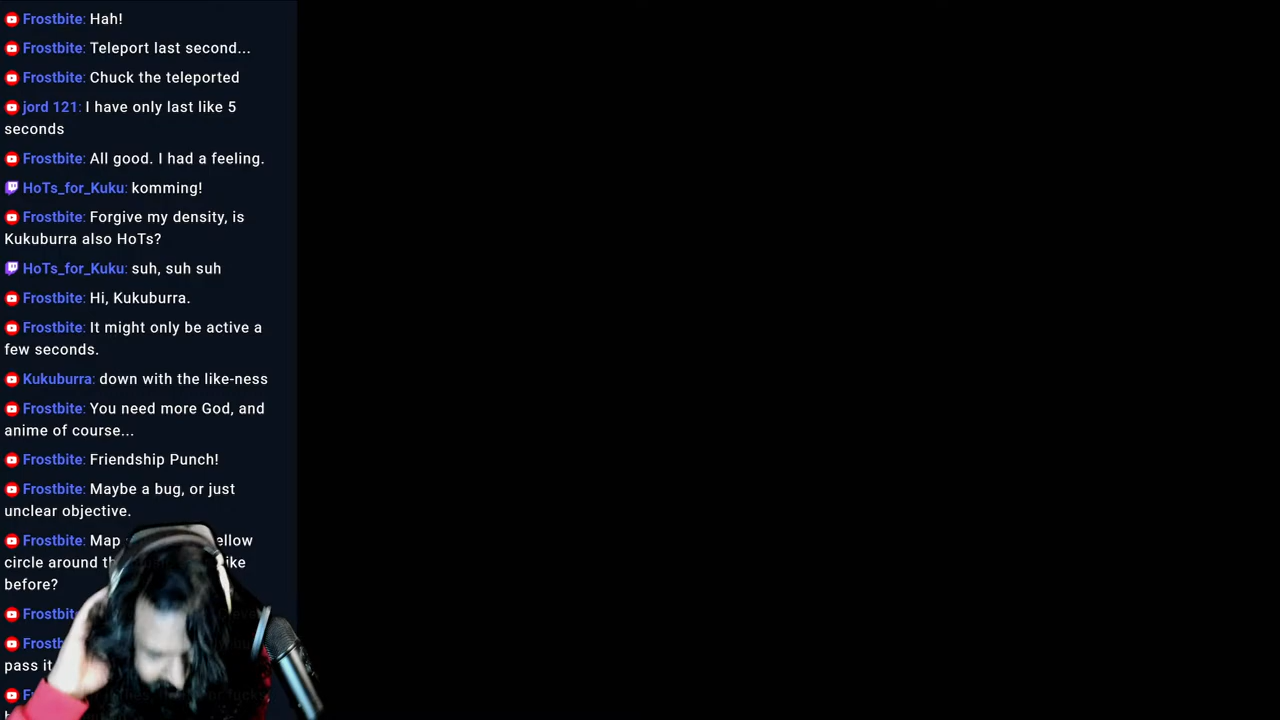 Frostbite: Hah!
Frostbite: Teleport last second...
Frostbite: Chuck the teleported
jord 121: I have only last like 5
seconds
Frostbite: All good. I had a feeling.
HoTs_for_Kuku: komming!
Frostbite: Forgive my density, is
Kukuburra also HoTs?
HoTs_for_Kuku: suh, suh suh
Frostbite: Hi, Kukuburra.
Frostbite: It might only be active a
few seconds.
Kukuburra: down with the like-ness
Frostbite: You need more God, and
anime of course...
Frostbite: Friendship Punch!
Frostbite: Maybe a bug, or just
unclear objective.
Frostbite: Map
circle around
before?
pass it